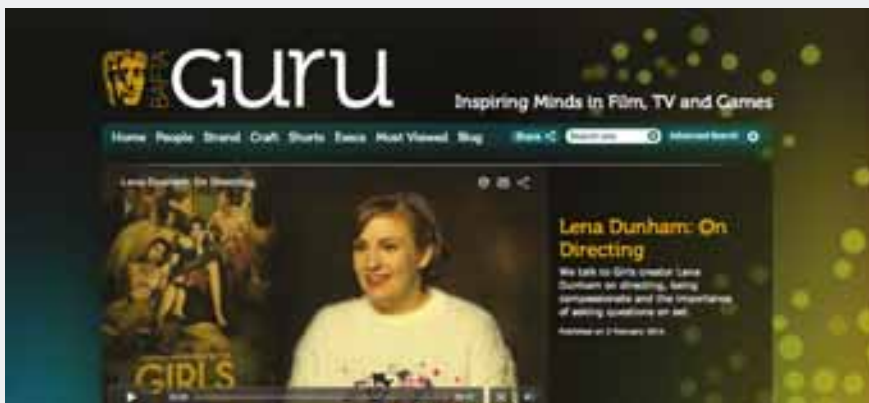 BAFTA
GURU
Inspiring Minds in Film, TV and Games
Home People Strand Craft Shorts Execs Most Viewed Blog Share Search site Advanced Search
Lena Dunham: On Directing
Lena Dunham: On
Directing
We talk to Girls creator Lena
Dunham on directing, being
compassionate and the importance
of asking questions on set.
Published on
GIRLS